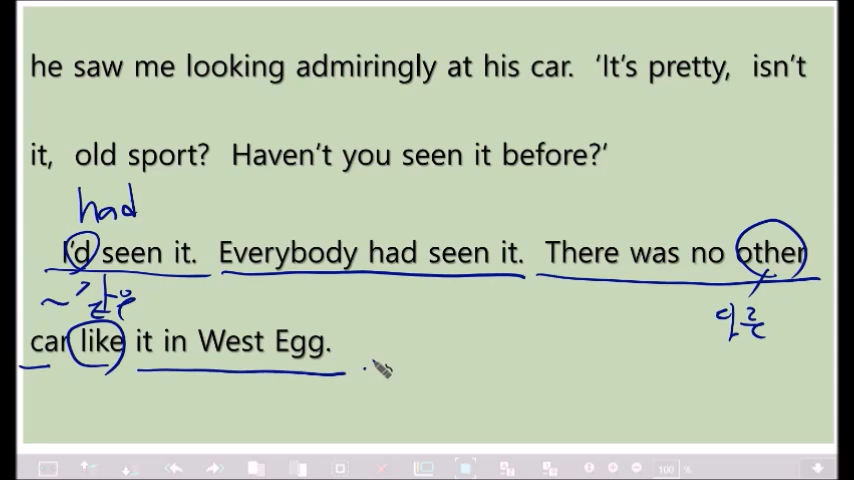 he saw me looking admiringly at his car. ‘It’s pretty, isn’t
it, old sport? Haven’t you seen it before?’
had
I’d seen it. Everybody had seen it. There was no other
car like it in West Egg.
100 %